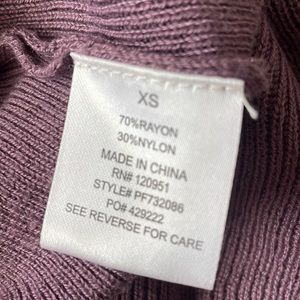 XS
70%RAYON
30%NYLON
MADE IN CHINA
RN# 120951
STYLE# PF732086
PO# 429222
SEE REVERSE FOR CARE